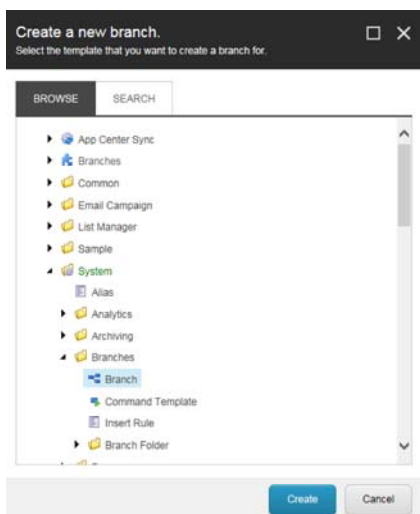 Create a new branch.
Select the template that you want to create a branch for.
BROWSE SEARCH
App Center Sync
Branches
Common
Email Campaign
List Manager
Sample
System
Alias
Analytics
Archiving
Branches
Branch
Command Template
Insert Rule
Branch Folder
Create Cancel